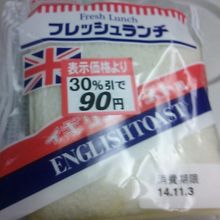 Fresh Lunch
フレッシュランチ
表示価格より
30%引で
90円
ENGLISH TOAST
消費期限
14.11.3